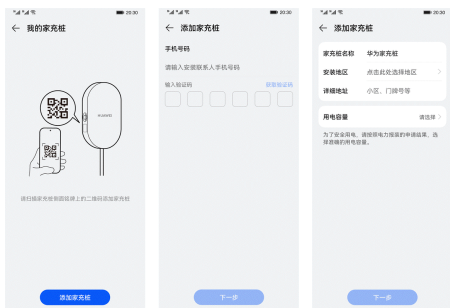 20:30
← 我的家充桩
HUAWEI
请扫描家充桩侧面铭牌上的二维码添加家充桩
添加家充桩
20:30
← 添加家充桩
手机号码
请输入安装联系人手机号码
输入验证码 获取验证码
下一步
20:30
← 添加家充桩
家充桩名称 华为家充桩
安装地区 点击此处选择地区
详细地址 小区、门牌号等
用电容量 请选择
为了安全用电，请按照电力报装的申请结果，选
择准确的用电容量。
下一步